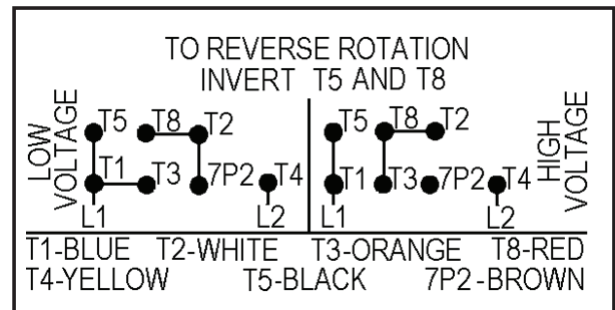 TO REVERSE ROTATION
INVERT T5 AND T8
LOW
VOLTAGE
T5 T8 T2
T1 T3 7P2 T4
L1 L2
T5 T8 T2
T1 T3 7P2 T4
L1 L2
HIGH
VOLTAGE
T1-BLUE T2-WHITE T3-ORANGE T8-RED
T4-YELLOW T5-BLACK 7P2-BROWN